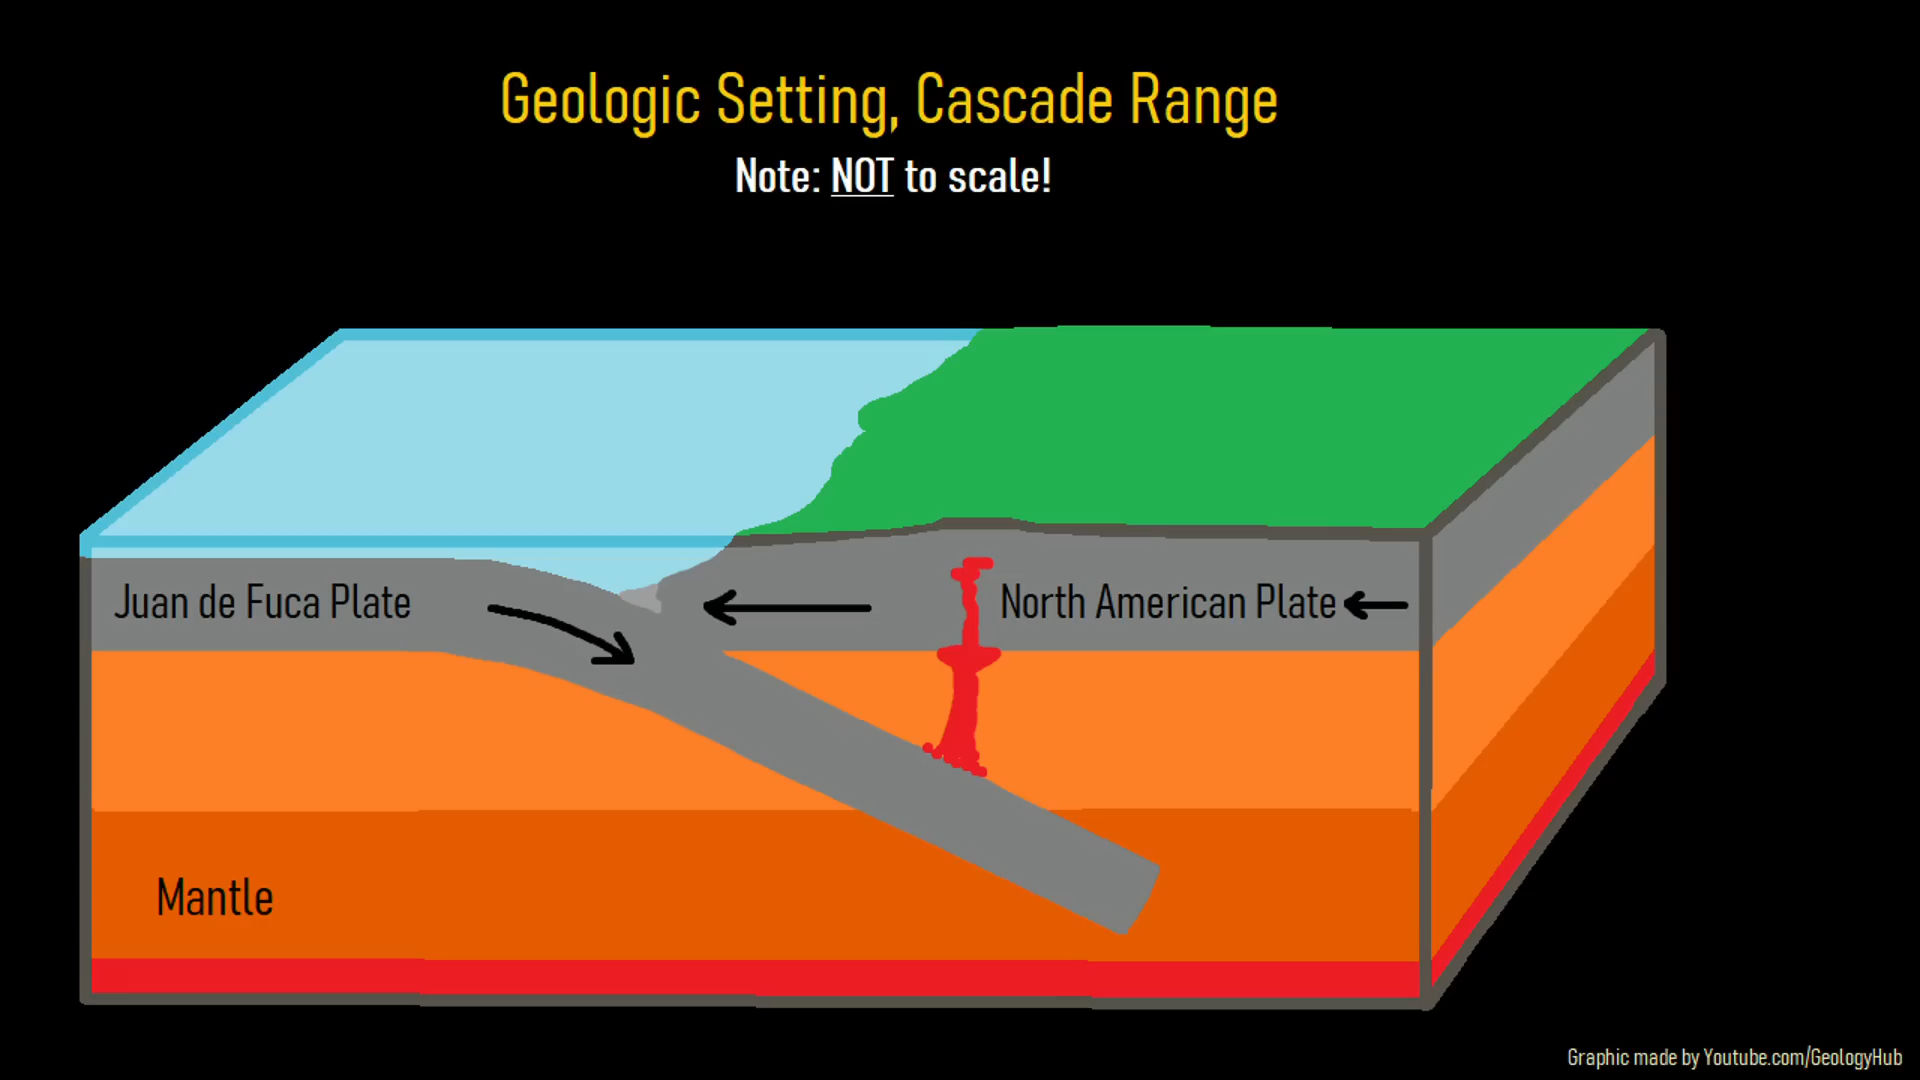 Geologic Setting, Cascade Range
Note: NOT to scale!
Juan de Fuca Plate
North American Plate
Mantle
Graphic made by Youtube.com/GeologyHub